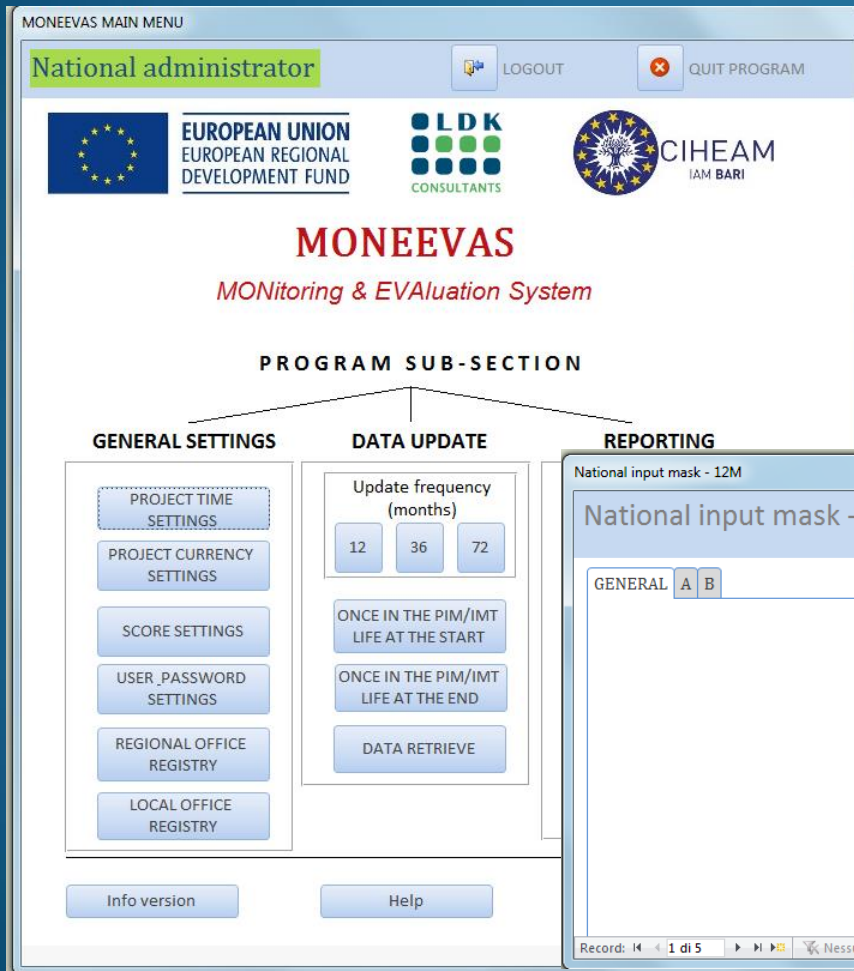 MONEEVAS MAIN MENU
National administrator
LOGOUT
QUIT PROGRAM
EUROPEAN UNION
EUROPEAN REGIONAL
DEVELOPMENT FUND
LDK
CONSULTANTS
CIHEAM
IAM BARI
MONEEVAS
MONitoring & EVAluation System
PROGRAM SUB-SECTION
GENERAL SETTINGS
PROJECT TIME
SETTINGS
PROJECT CURRENCY
SETTINGS
SCORE SETTINGS
USER_PASSWORD
SETTINGS
REGIONAL OFFICE
REGISTRY
LOCAL OFFICE
REGISTRY
DATA UPDATE
Update frequency
(months)
12 36 72
ONCE IN THE PIM/IMT
LIFE AT THE START
ONCE IN THE PIM/IMT
LIFE AT THE END
DATA RETRIEVE
REPORTING
Info version
Help
National input mask - 12M
National input mask -
GENERAL A B
Record: 1 di 5